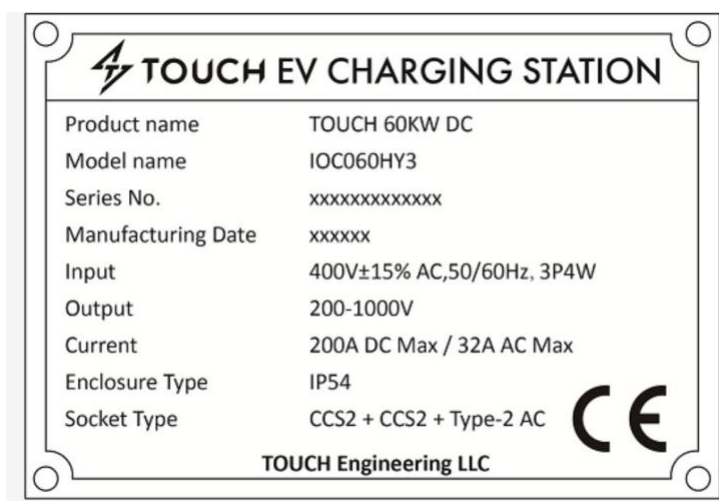 TOUCH EV CHARGING STATION
Product name TOUCH 60KW DC
Model name IOC060HY3
Series No. xxxxxxxxxxxxx
Manufacturing Date xxxxxx
Input 400V±15% AC,50/60Hz, 3P4W
Output 200-1000V
Current 200A DC Max / 32A AC Max
Enclosure Type IP54
Socket Type CCS2 + CCS2 + Type-2 AC
CE
TOUCH Engineering LLC